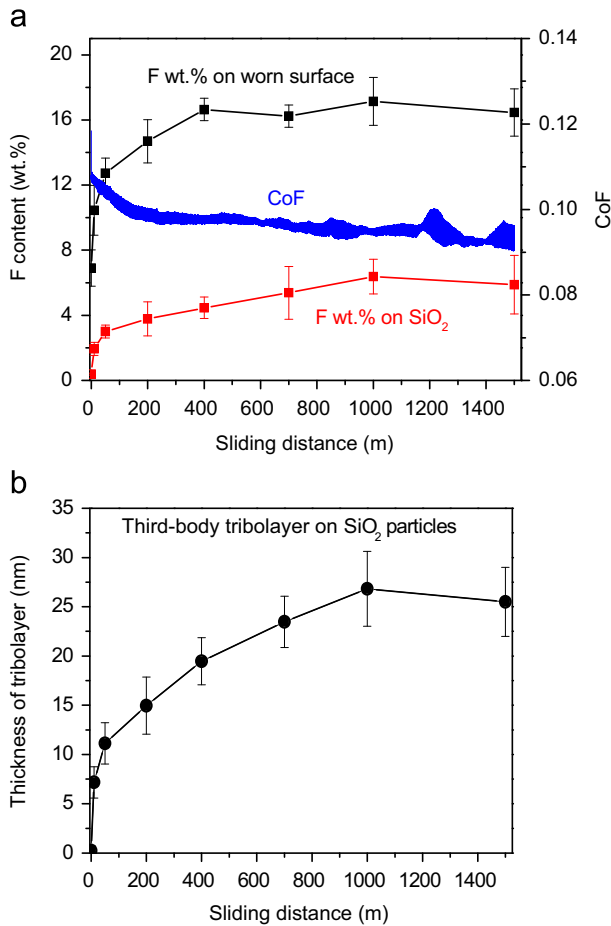 a
20
16
12
8
4
0
F content (wt.%)
0.14
0.12
0.10
0.08
0.06
CoF
F wt.% on worn surface
CoF
F wt.% on SiO₂
0 200 400 600 800 1000 1200 1400
Sliding distance (m)
b
35
30
25
20
15
10
5
0
Thickness of tribolayer (nm)
Third-body tribolayer on SiO₂ particles
0 200 400 600 800 1000 1200 1400
Sliding distance (m)